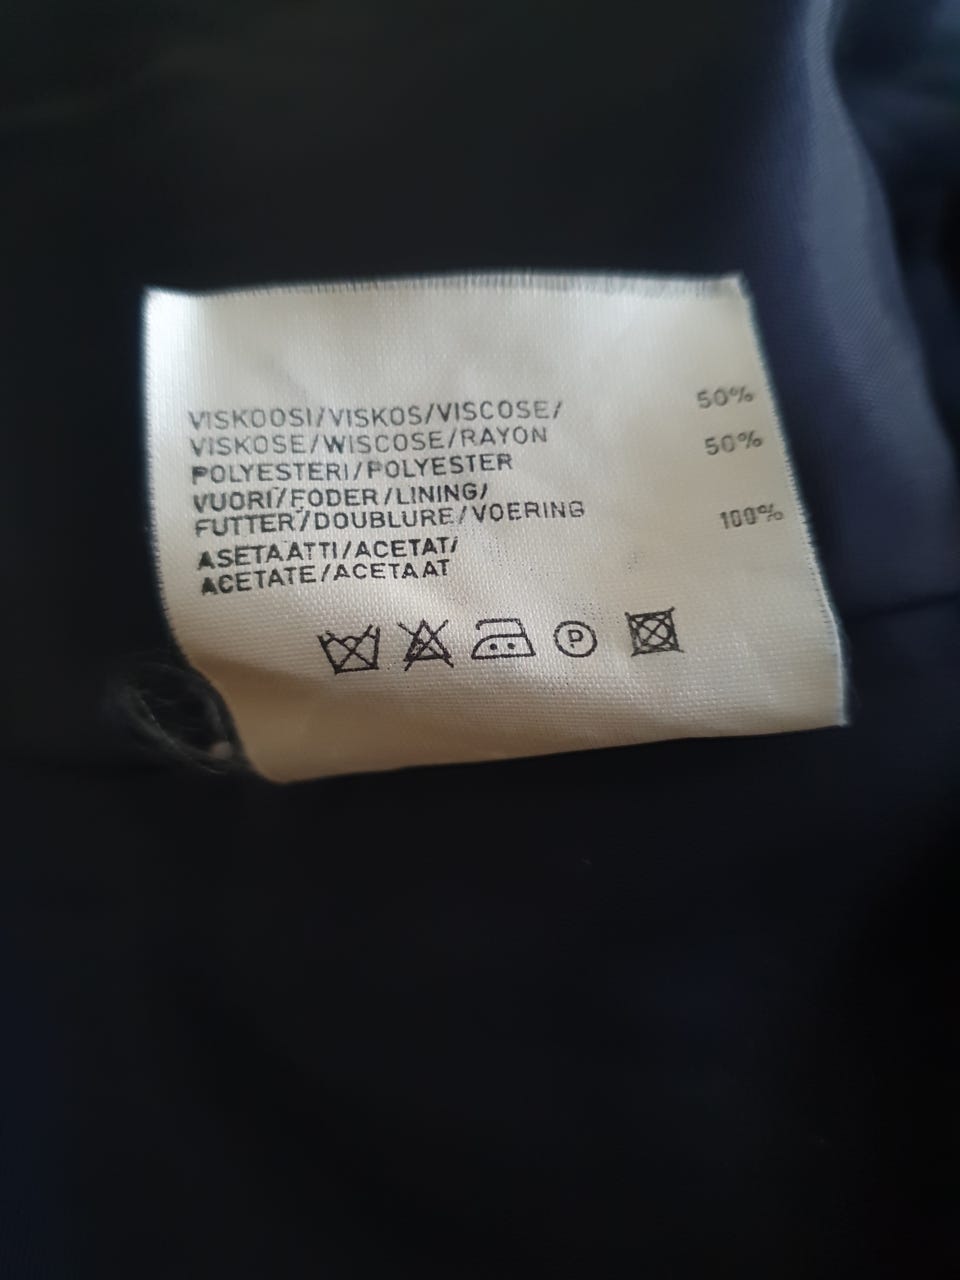 VISKOOSI/VISKOS/VISCOSE/
VISKOSE/WISCOSE/RAYON 50%
POLYESTERI/POLYESTER 50%
VUORI/FODER/LINING/
FUTTER/DOUBLURE/VOERING
ASETAATTI/ACETAT/
ACETATE/ACETAAT 100%
P